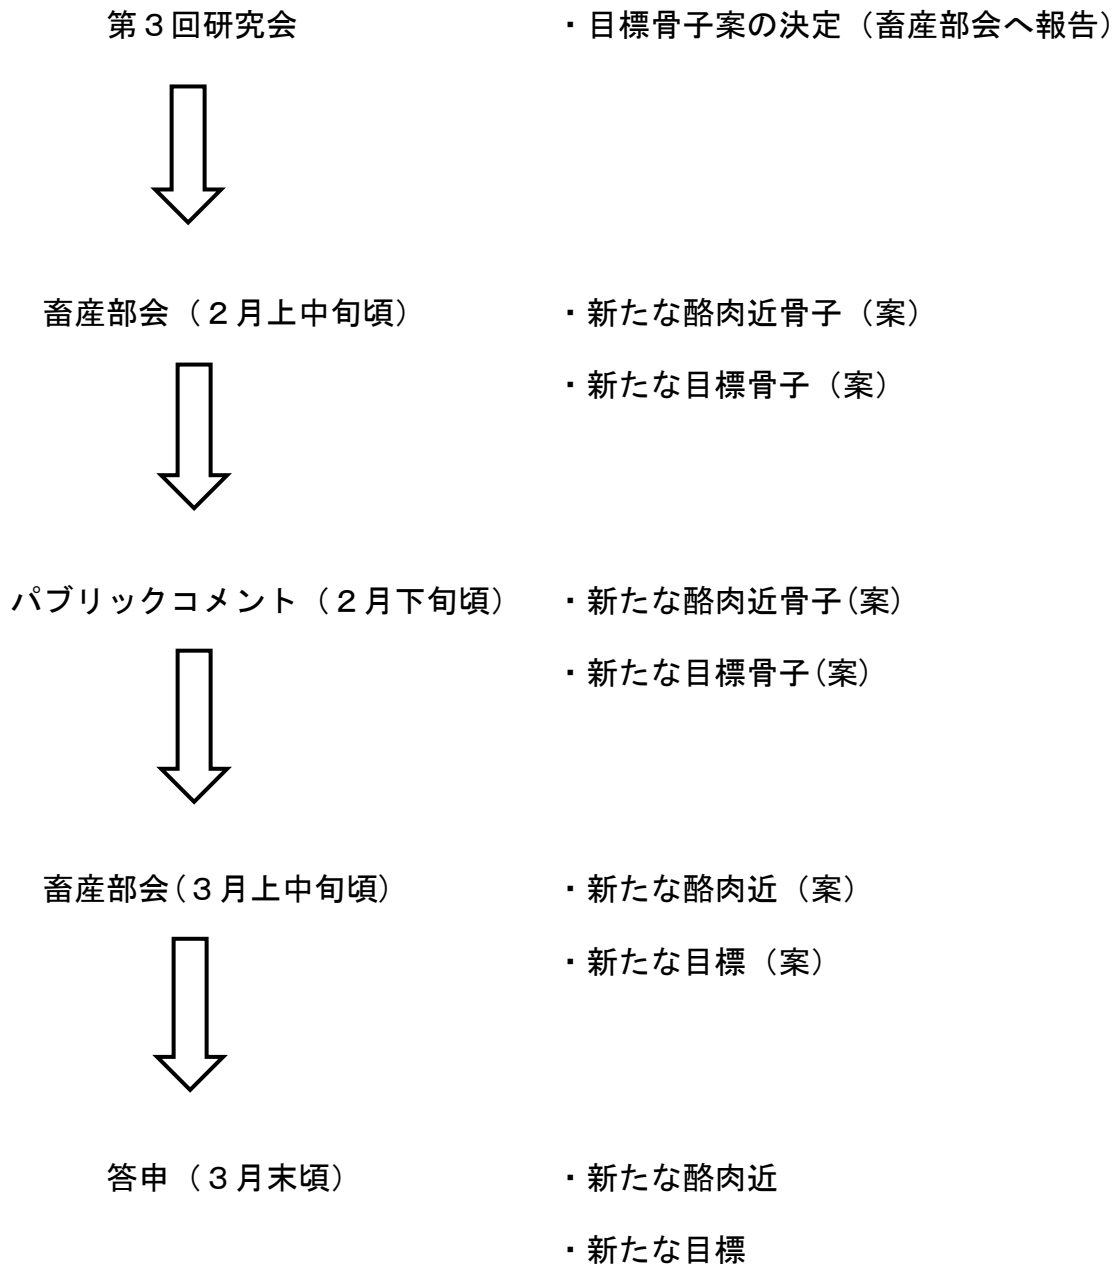 第３回研究会 ・目標骨子案の決定（畜産部会へ報告）
畜産部会（２月上中旬頃） ・新たな酪肉近骨子（案）
・新たな目標骨子（案）
パブリックコメント（２月下旬頃） ・新たな酪肉近骨子(案)
・新たな目標骨子(案)
畜産部会(３月上中旬頃) ・新たな酪肉近（案）
・新たな目標（案）
答申（３月末頃） ・新たな酪肉近
・新たな目標